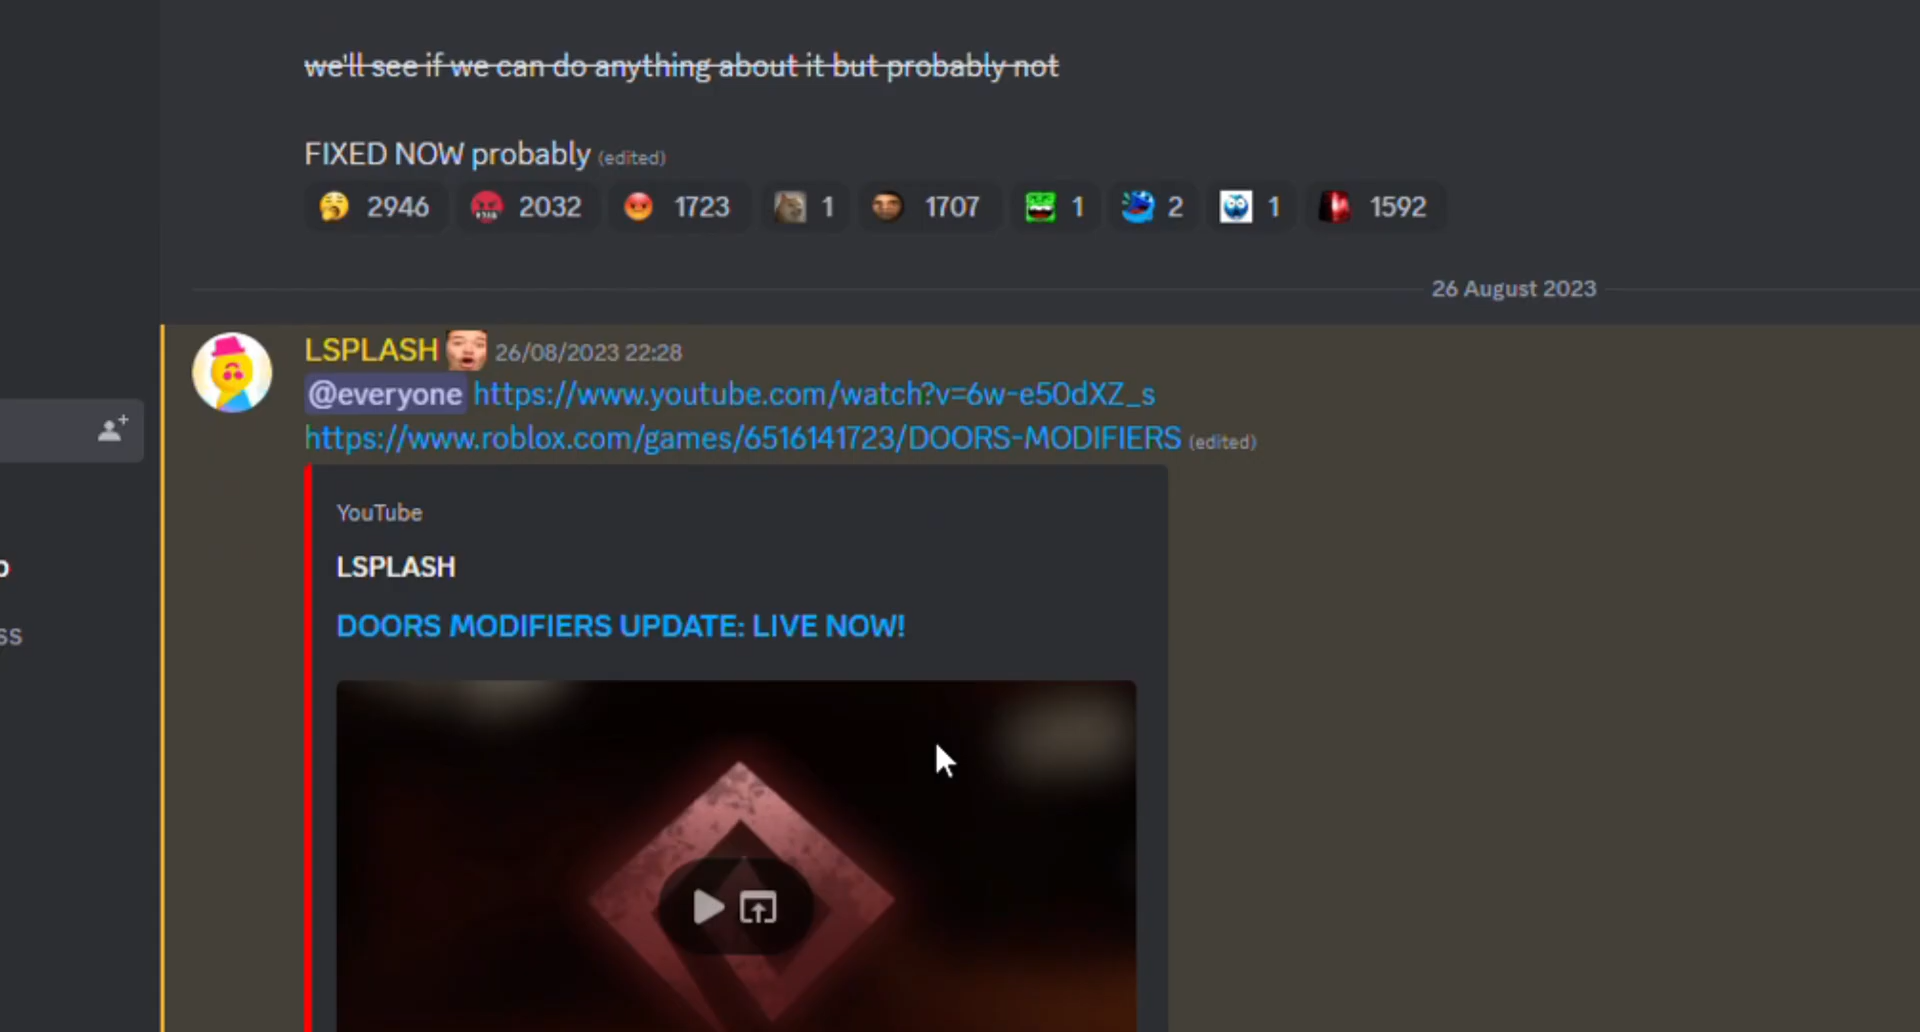 we'll see if we can do anything about it but probably not
FIXED NOW probably (edited)
2946 2032 1723 1 1707 1 2 1 1592
26 August 2023
LSPLASH 26/08/2023 22:28
@everyone https://www.youtube.com/watch?v=6w-e50dXZ_s
https://www.roblox.com/games/6516141723/DOORS-MODIFIERS (edited)
YouTube
LSPLASH
DOORS MODIFIERS UPDATE: LIVE NOW!
ss